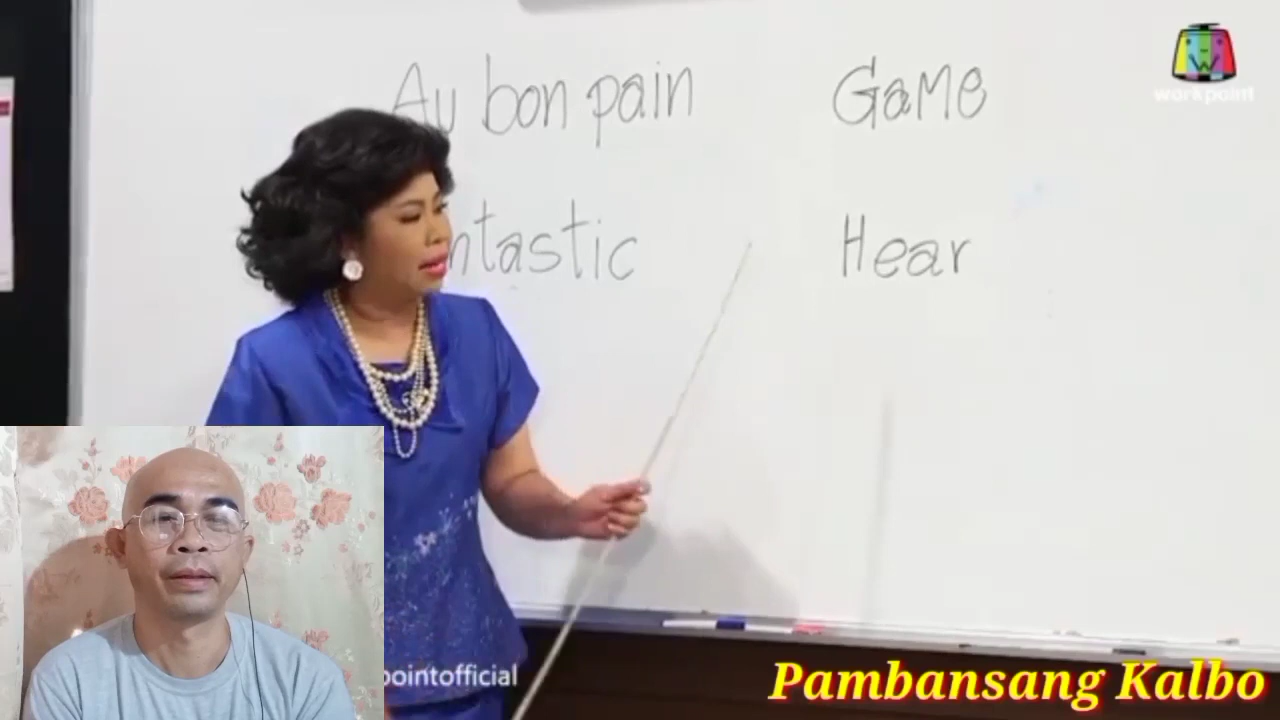 Au bon pain
Game
ntastic
Hear
workpoint
pointofficial
Pambansang Kalbo